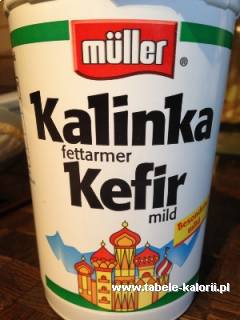 müller
®
Kalinka
fettarmer
Kefir
mild
www.tabele-kalorii.pl